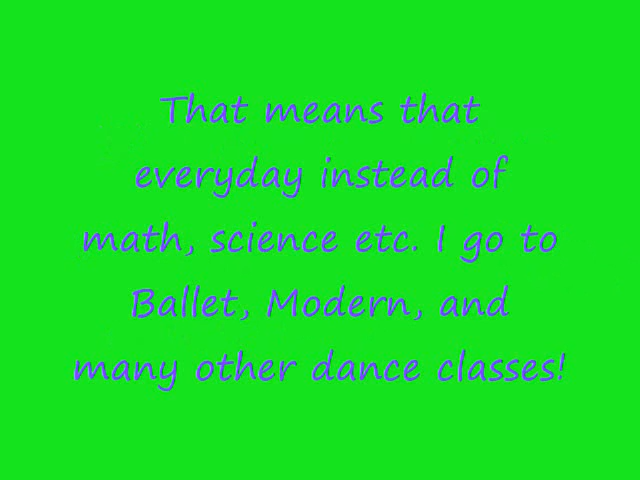 That means that
everyday instead of
math, science etc. I go to
Ballet, Modern, and
many other dance classes!